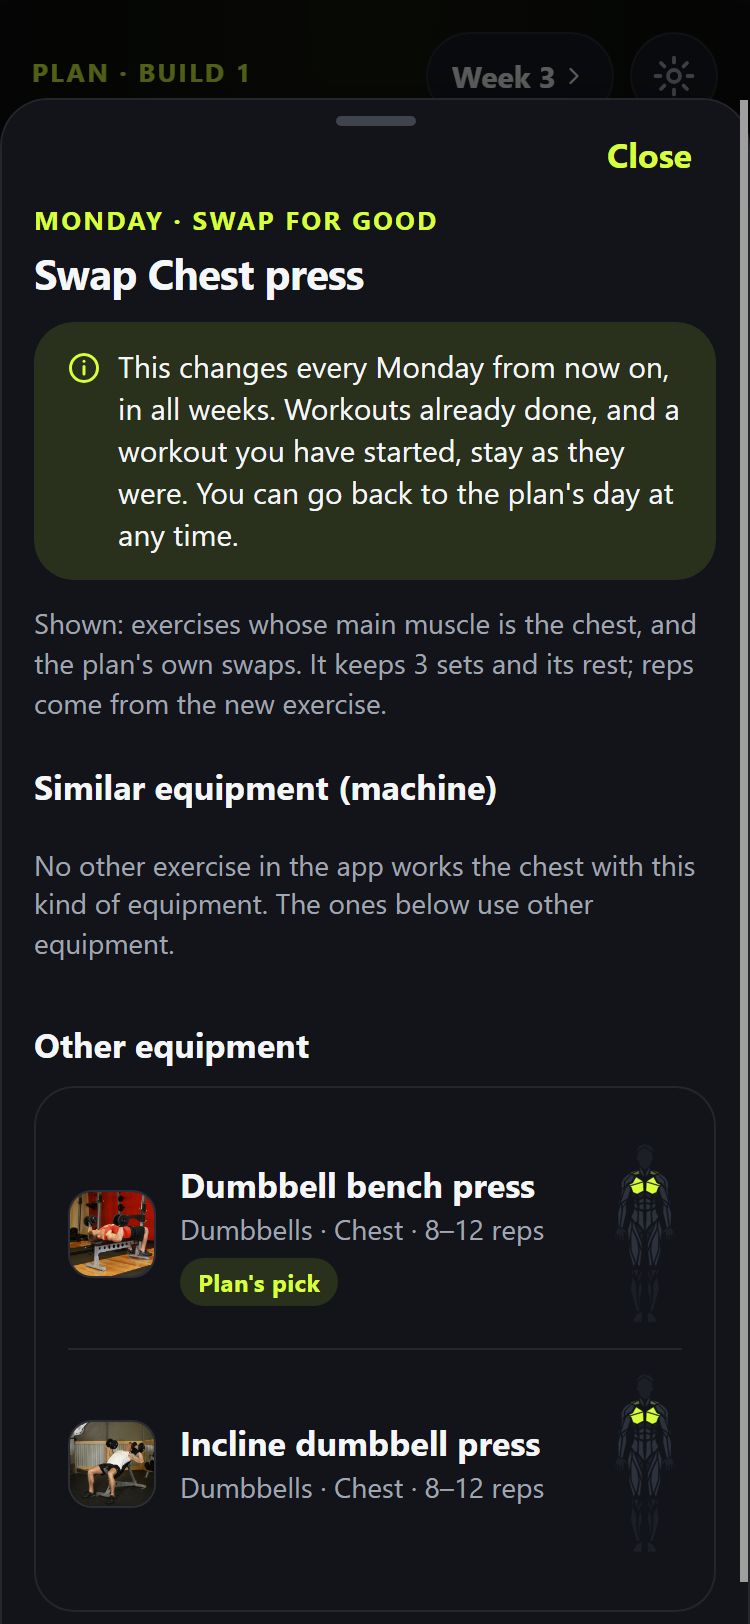 PLAN · BUILD 1
Week 3
Close
MONDAY · SWAP FOR GOOD
Swap Chest press
This changes every Monday from now on,
in all weeks. Workouts already done, and a
workout you have started, stay as they
were. You can go back to the plan's day at
any time.
Shown: exercises whose main muscle is the chest, and
the plan's own swaps. It keeps 3 sets and its rest; reps
come from the new exercise.
Similar equipment (machine)
No other exercise in the app works the chest with this
kind of equipment. The ones below use other
equipment.
Other equipment
Dumbbell bench press
Dumbbells · Chest · 8–12 reps
Plan's pick
Incline dumbbell press
Dumbbells · Chest · 8–12 reps